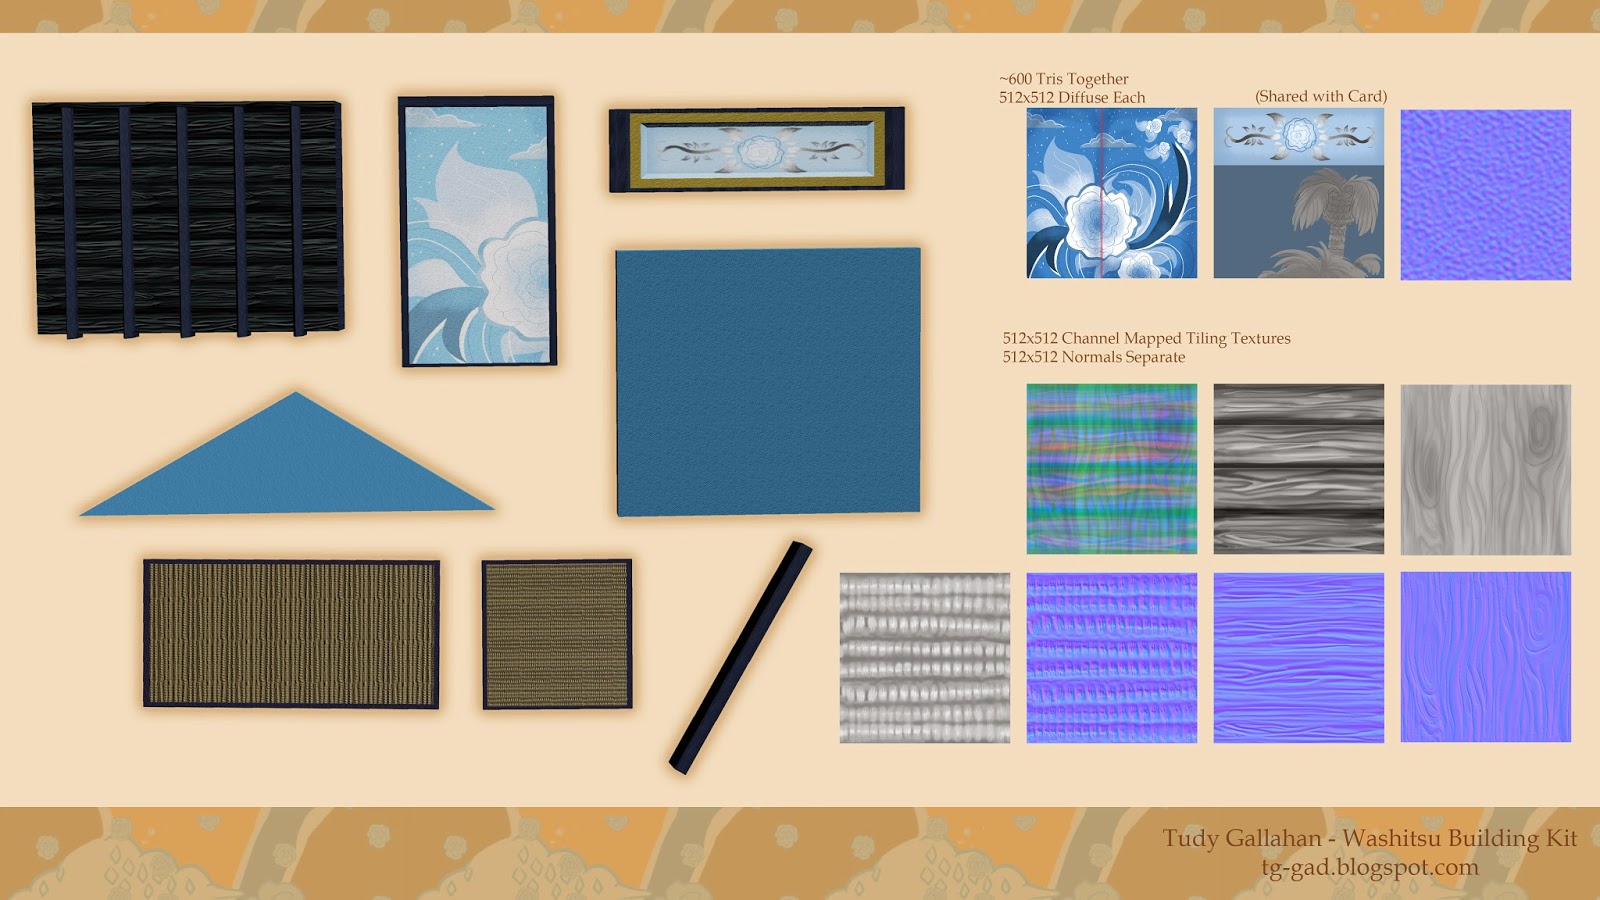 ~600 Tris Together
512x512 Diffuse Each
(Shared with Card)
512x512 Channel Mapped Tiling Textures
512x512 Normals Separate
Tudy Gallahan - Washitsu Building Kit
tg-gad.blogspot.com